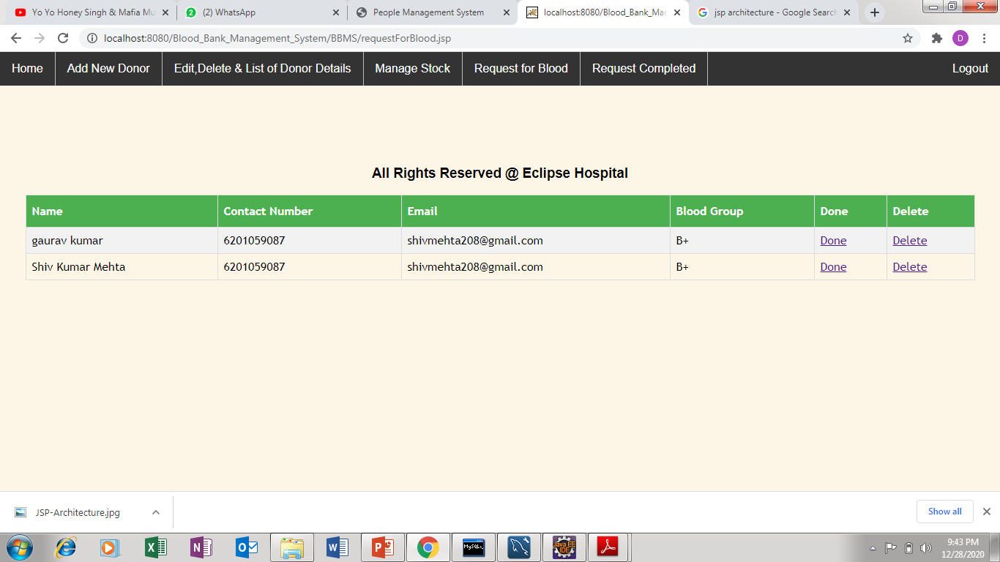 Yo Yo Honey Singh & Mafia Mu
(2) WhatsApp
People Management System
localhost:8080/Blood_Bank_Mar
jsp architecture - Google Search
localhost:8080/Blood_Bank_Management_System/BBMS/requestForBlood.jsp
D
Home Add New Donor Edit,Delete & List of Donor Details Manage Stock Request for Blood Request Completed Logout
All Rights Reserved @ Eclipse Hospital
Name Contact Number Email Blood Group Done Delete
gaurav kumar 6201059087 shivmehta208@gmail.com B+ Done Delete
Shiv Kumar Mehta 6201059087 shivmehta208@gmail.com B+ Done Delete
JSP-Architecture.jpg
Show all
MySQL
Java EE
IDE
9:43 PM
12/28/2020